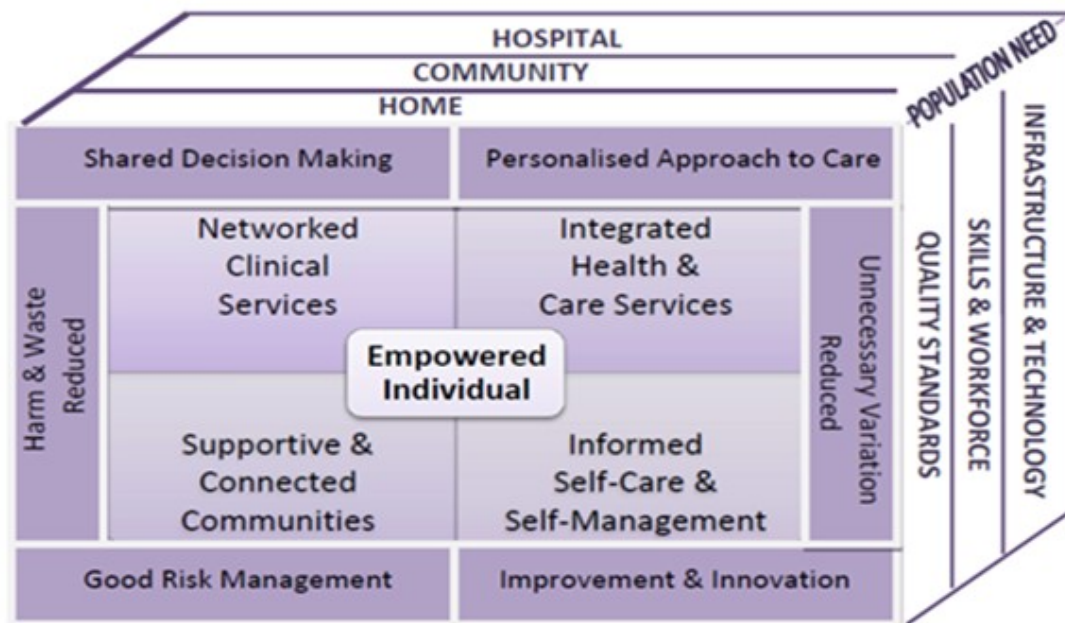 HOSPITAL
COMMUNITY
HOME
POPULATION NEED
Shared Decision Making
Personalised Approach to Care
Harm & Waste
Reduced
Networked
Clinical
Services
Integrated
Health &
Care Services
Empowered
Individual
Supportive &
Connected
Communities
Informed
Self-Care &
Self-Management
Unnecessary Variation
Reduced
QUALITY STANDARDS
SKILLS & WORKFORCE
INFRASTRUCTURE & TECHNOLOGY
Good Risk Management
Improvement & Innovation